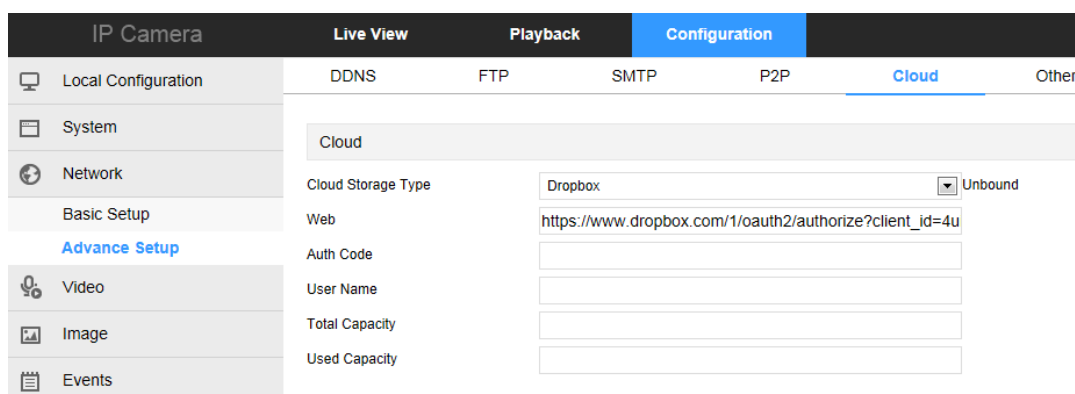 IP Camera Live View Playback Configuration
Local Configuration DDNS FTP SMTP P2P Cloud Other
System
Cloud
Network
Cloud Storage Type Dropbox Unbound
Basic Setup
Web https://www.dropbox.com/1/oauth2/authorize?client_id=4u
Advance Setup
Auth Code
Video
User Name
Image
Total Capacity
Used Capacity
Events